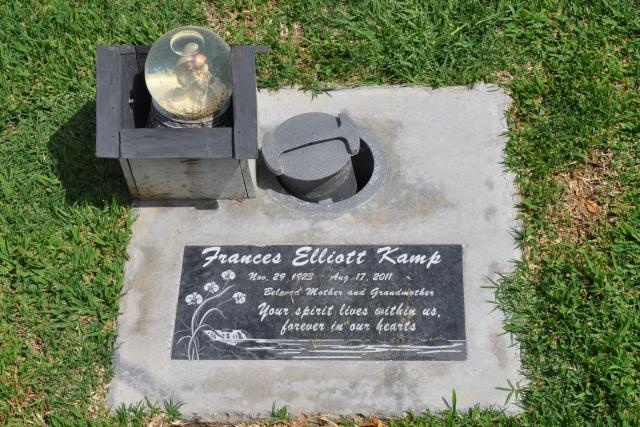 Frances Elliott Kamp
Nov. 29, 1923 - Aug. 17, 2011
Beloved Mother and Grandmother
Your spirit lives within us,
forever in our hearts